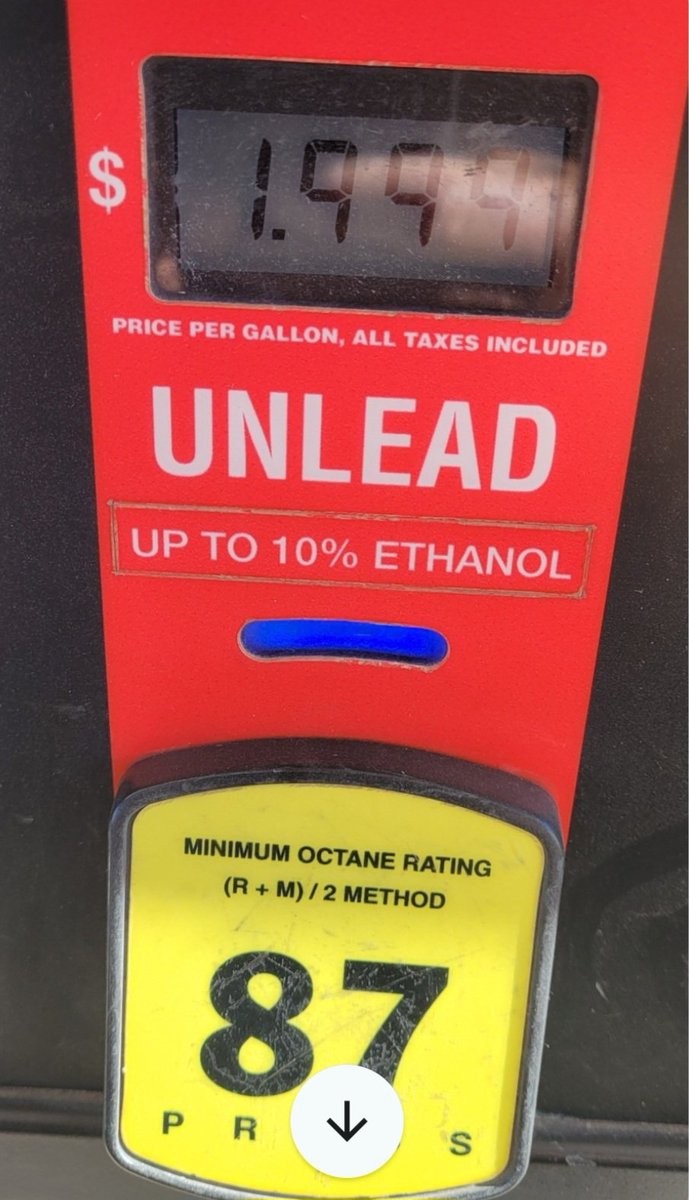 $ 1.999
PRICE PER GALLON, ALL TAXES INCLUDED
UNLEAD
UP TO 10% ETHANOL
MINIMUM OCTANE RATING
(R + M) / 2 METHOD
87
P R S